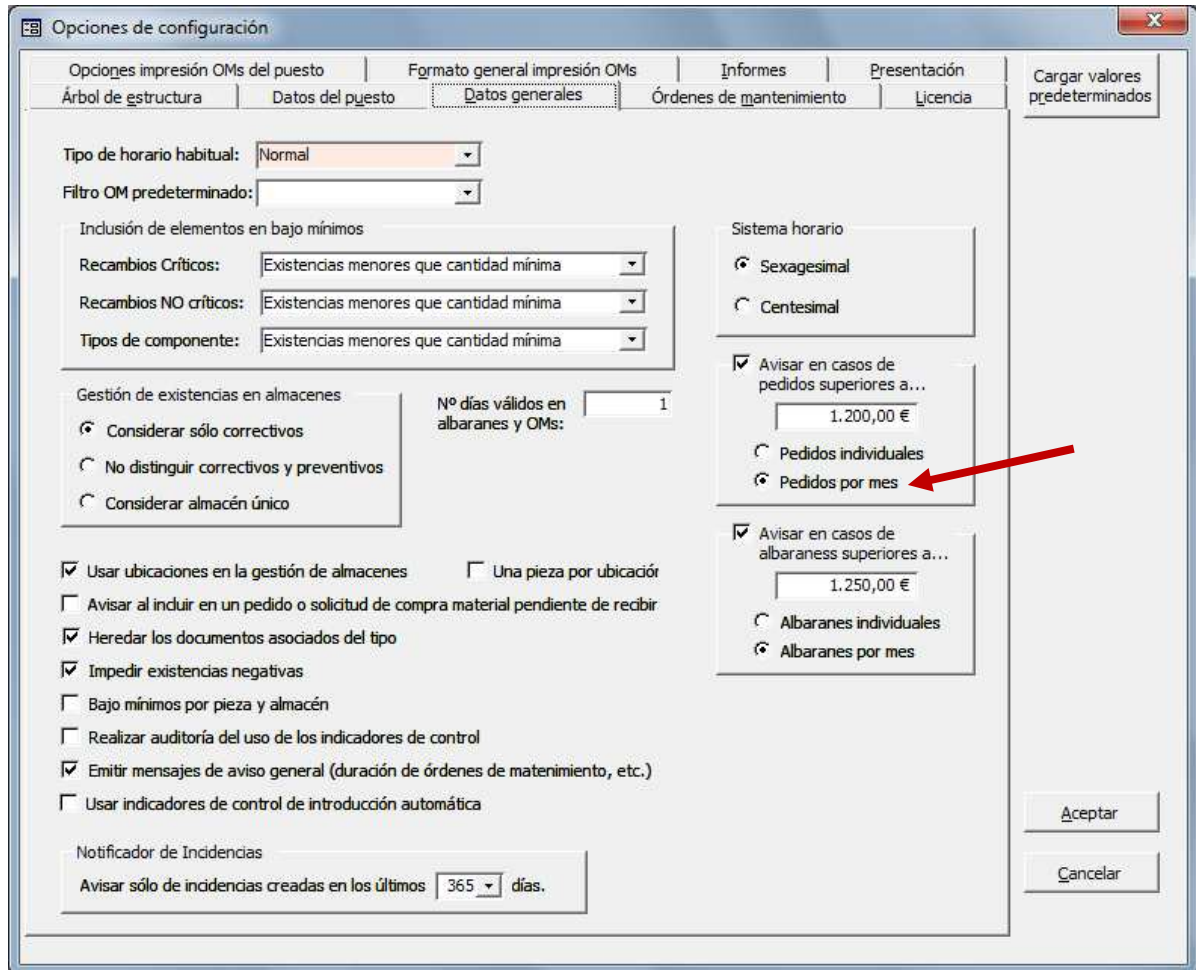 Opciones de configuración
Opciones impresión OMs del puesto
Formato general impresión OMs
Informes
Presentación
Árbol de estructura
Datos del puesto
Datos generales
Órdenes de mantenimiento
Licencia
Cargar valores
predeterminados
Tipo de horario habitual: Normal
Filtro OM predeterminado:
Inclusión de elementos en bajo mínimos
Recambios Críticos: Existencias menores que cantidad mínima
Recambios NO críticos: Existencias menores que cantidad mínima
Tipos de componente: Existencias menores que cantidad mínima
Sistema horario
Sexagesimal
Centesimal
Gestión de existencias en almacenes
Considerar sólo correctivos
No distinguir correctivos y preventivos
Considerar almacén único
Nº días válidos en
albaranes y OMs:
1
Avisar en casos de
pedidos superiores a...
1.200,00 €
Pedidos individuales
Pedidos por mes
Avisar en casos de
albaraness superiores a...
1.250,00 €
Albaranes individuales
Albaranes por mes
Usar ubicaciones en la gestión de almacenes
Una pieza por ubicación
Avisar al incluir en un pedido o solicitud de compra material pendiente de recibir
Heredar los documentos asociados del tipo
Impedir existencias negativas
Bajo mínimos por pieza y almacén
Realizar auditoría del uso de los indicadores de control
Emitir mensajes de aviso general (duración de órdenes de matenimiento, etc.)
Usar indicadores de control de introducción automática
Notificador de Incidencias
Avisar sólo de incidencias creadas en los últimos 365 días.
Aceptar
Cancelar